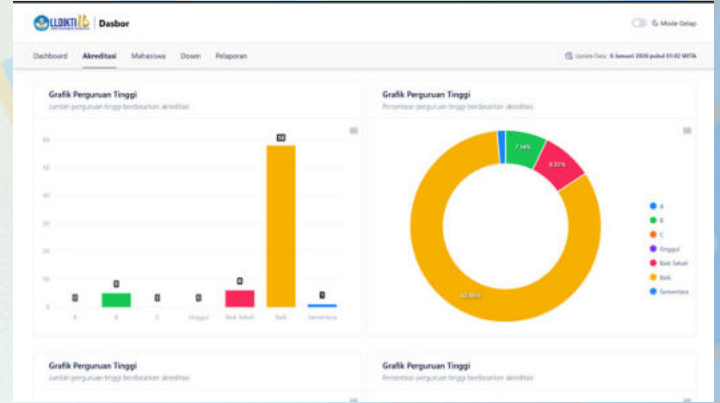 LLDIKTI
Dasbor
Mode Gelap
Dashboard Akreditasi Mahasiswa Dosen Pelaporan
Update Data: 8 Januari 2026 pukul 01:02 WITA
Grafik Perguruan Tinggi
Jumlah perguruan tinggi berdasarkan akreditasi
60
50
40
30
20
10
0
0
5
0
0
6
58
1
A
B
C
Unggul
Baik Sekali
Baik
Sementara
Grafik Perguruan Tinggi
Persentase perguruan tinggi berdasarkan akreditasi
7.14%
8.57%
82.86%
A
B
C
Unggul
Baik Sekali
Baik
Sementara
Grafik Perguruan Tinggi
Jumlah perguruan tinggi berdasarkan akreditasi
Grafik Perguruan Tinggi
Persentase perguruan tinggi berdasarkan akreditasi